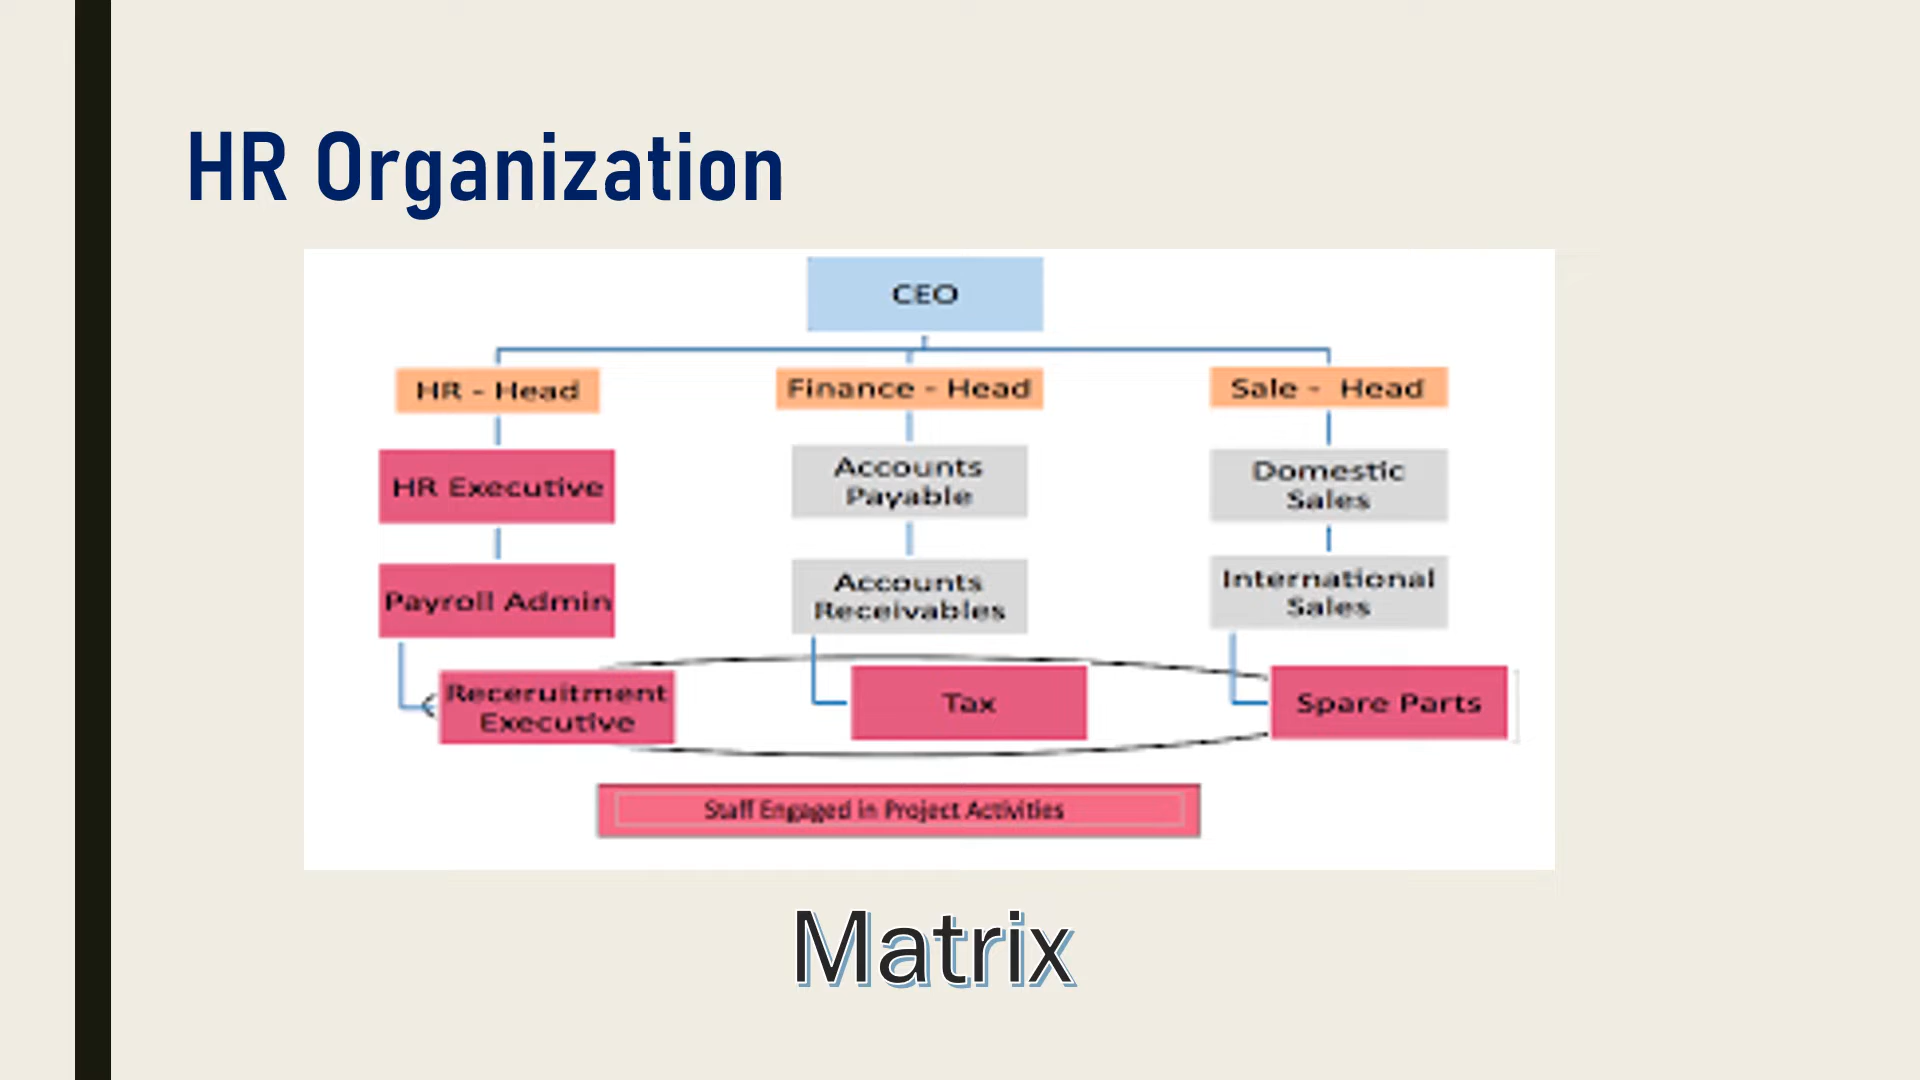 HR Organization
CEO
HR - Head
Finance - Head
Sale - Head
HR Executive
Accounts
Payable
Domestic
Sales
Payroll Admin
Accounts
Receivables
International
Sales
Receruitment
Executive
Tax
Spare Parts
Staff Engaged in Project Activities
Matrix